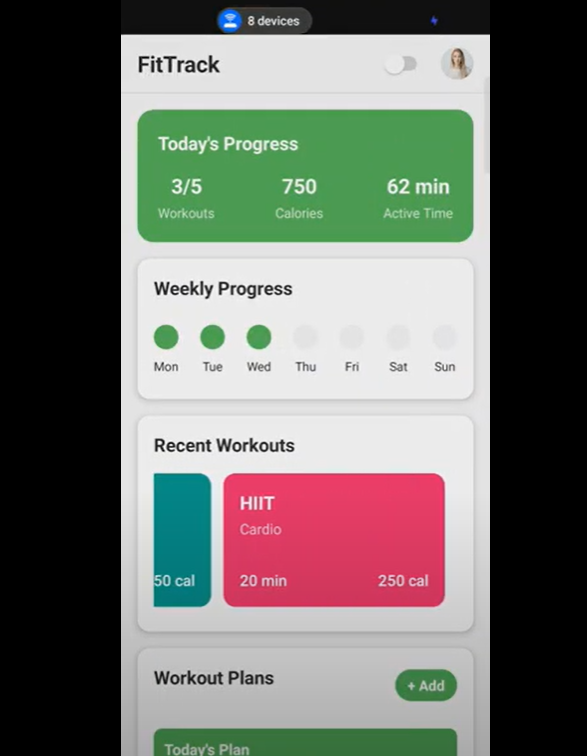 8 devices
FitTrack
Today's Progress
3/5 750 62 min
Workouts Calories Active Time
Weekly Progress
Mon Tue Wed Thu Fri Sat Sun
Recent Workouts
HIIT
Cardio
50 cal 20 min 250 cal
Workout Plans + Add
Today's Plan